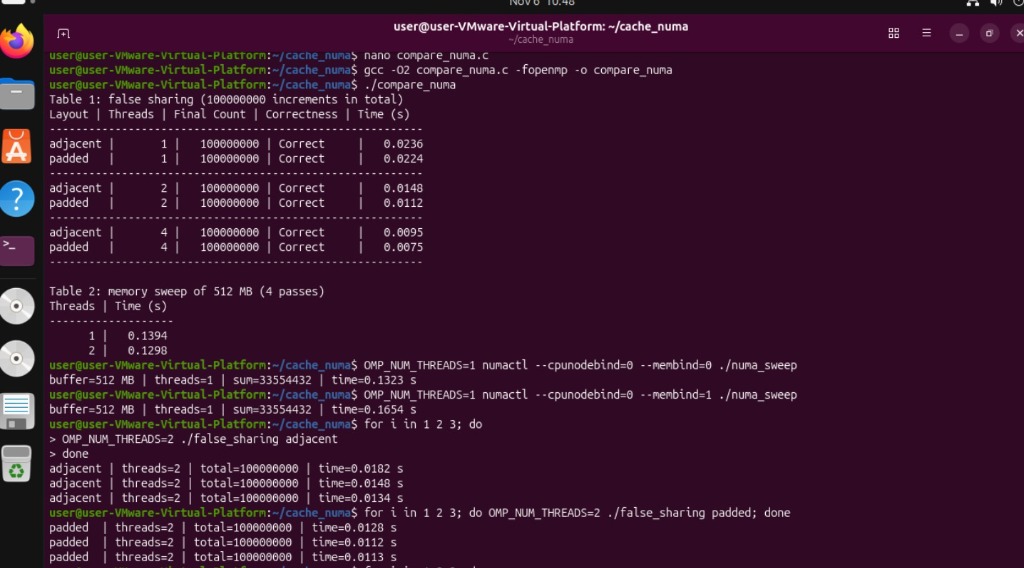 Nov 6 10:48
user@user-VMware-Virtual-Platform: ~/cache_numa
~/cache_numa
user@user-VMware-Virtual-Platform:~/cache_numa$ nano compare_numa.c
user@user-VMware-Virtual-Platform:~/cache_numa$ gcc -O2 compare_numa.c -fopenmp -o compare_numa
user@user-VMware-Virtual-Platform:~/cache_numa$ ./compare_numa
Table 1: false sharing (100000000 increments in total)
Layout | Threads | Final Count | Correctness | Time (s)
---------------------------------------------------------
adjacent |       1 |   100000000 | Correct     |   0.0236
padded   |       1 |   100000000 | Correct     |   0.0224
---------------------------------------------------------
adjacent |       2 |   100000000 | Correct     |   0.0148
padded   |       2 |   100000000 | Correct     |   0.0112
---------------------------------------------------------
adjacent |       4 |   100000000 | Correct     |   0.0095
padded   |       4 |   100000000 | Correct     |   0.0075
---------------------------------------------------------
Table 2: memory sweep of 512 MB (4 passes)
Threads | Time (s)
-------------------
      1 |   0.1394
      2 |   0.1298
user@user-VMware-Virtual-Platform:~/cache_numa$ OMP_NUM_THREADS=1 numactl --cpunodebind=0 --membind=0 ./numa_sweep
buffer=512 MB | threads=1 | sum=33554432 | time=0.1323 s
user@user-VMware-Virtual-Platform:~/cache_numa$ OMP_NUM_THREADS=1 numactl --cpunodebind=0 --membind=1 ./numa_sweep
buffer=512 MB | threads=1 | sum=33554432 | time=0.1654 s
user@user-VMware-Virtual-Platform:~/cache_numa$ for i in 1 2 3; do
> OMP_NUM_THREADS=2 ./false_sharing adjacent
> done
adjacent | threads=2 | total=100000000 | time=0.0182 s
adjacent | threads=2 | total=100000000 | time=0.0148 s
adjacent | threads=2 | total=100000000 | time=0.0134 s
user@user-VMware-Virtual-Platform:~/cache_numa$ for i in 1 2 3; do OMP_NUM_THREADS=2 ./false_sharing padded; done
padded   | threads=2 | total=100000000 | time=0.0128 s
padded   | threads=2 | total=100000000 | time=0.0112 s
padded   | threads=2 | total=100000000 | time=0.0113 s